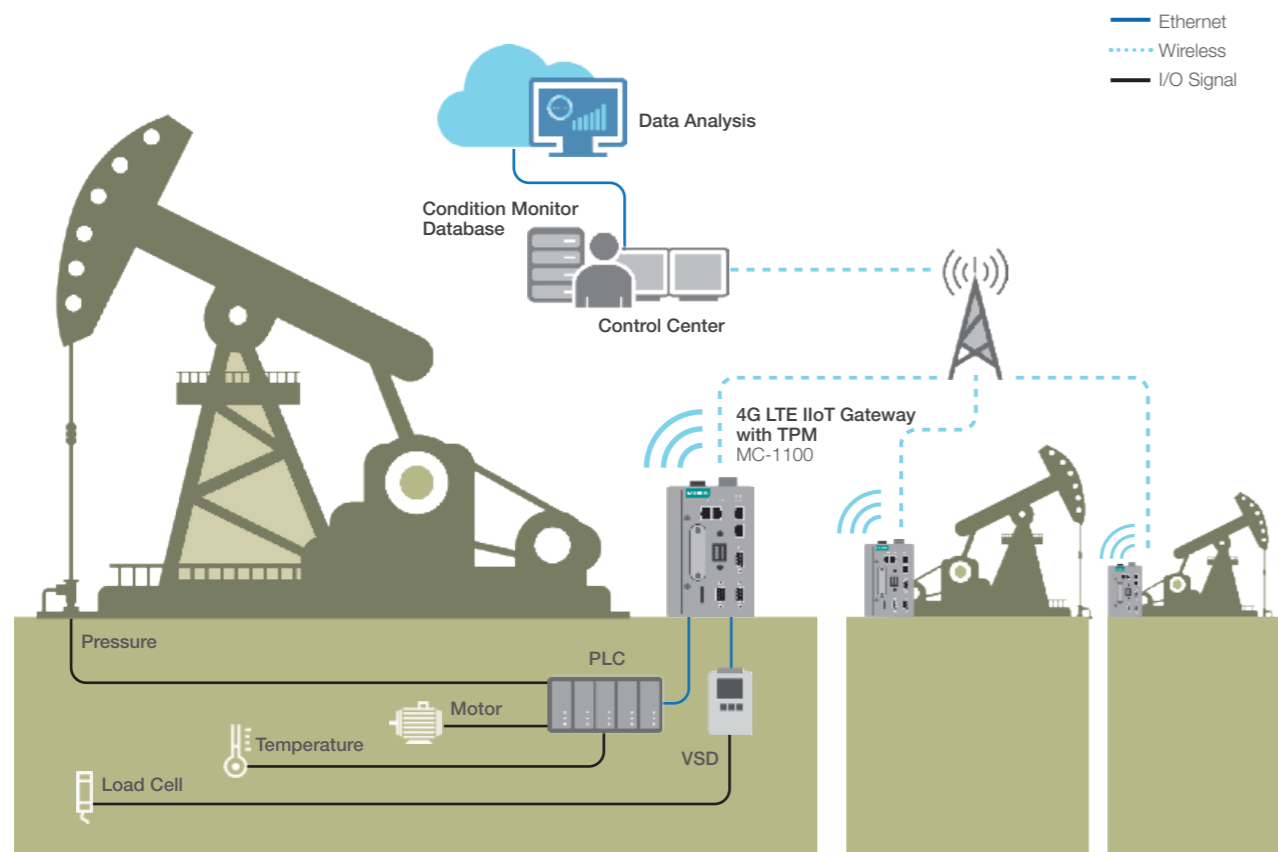 Ethernet
Wireless
I/O Signal
Data Analysis
Condition Monitor
Database
Control Center
4G LTE IIoT Gateway
with TPM
MC-1100
Pressure
PLC
Motor
Temperature
VSD
Load Cell